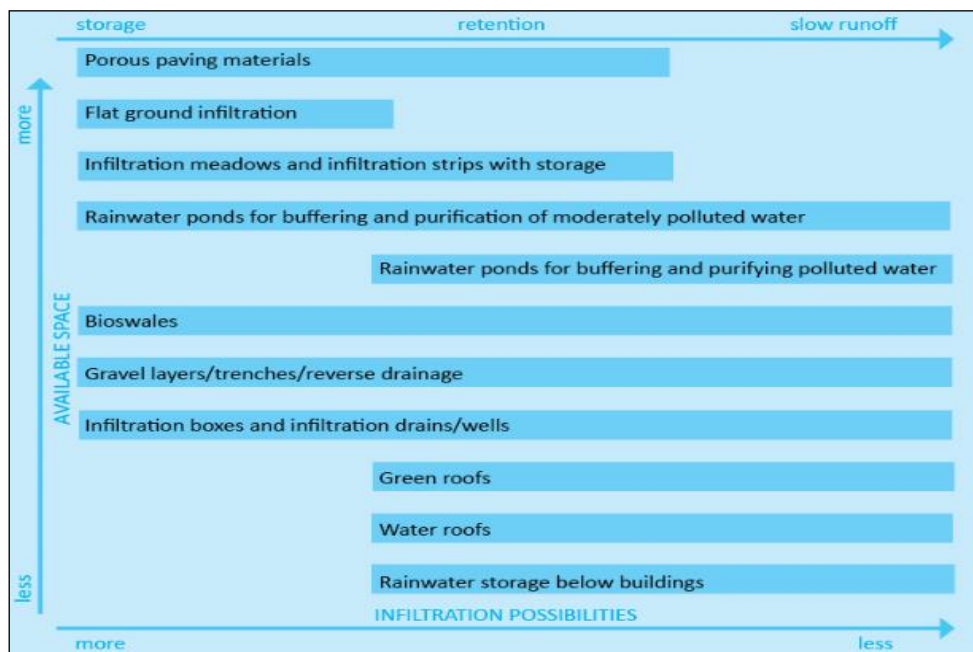 storage retention slow runoff
Porous paving materials
more
Flat ground infiltration
Infiltration meadows and infiltration strips with storage
Rainwater ponds for buffering and purification of moderately polluted water
Rainwater ponds for buffering and purifying polluted water
AVAILABLE SPACE
Bioswales
Gravel layers/trenches/reverse drainage
Infiltration boxes and infiltration drains/wells
Green roofs
Water roofs
less
Rainwater storage below buildings
INFILTRATION POSSIBILITIES
more less